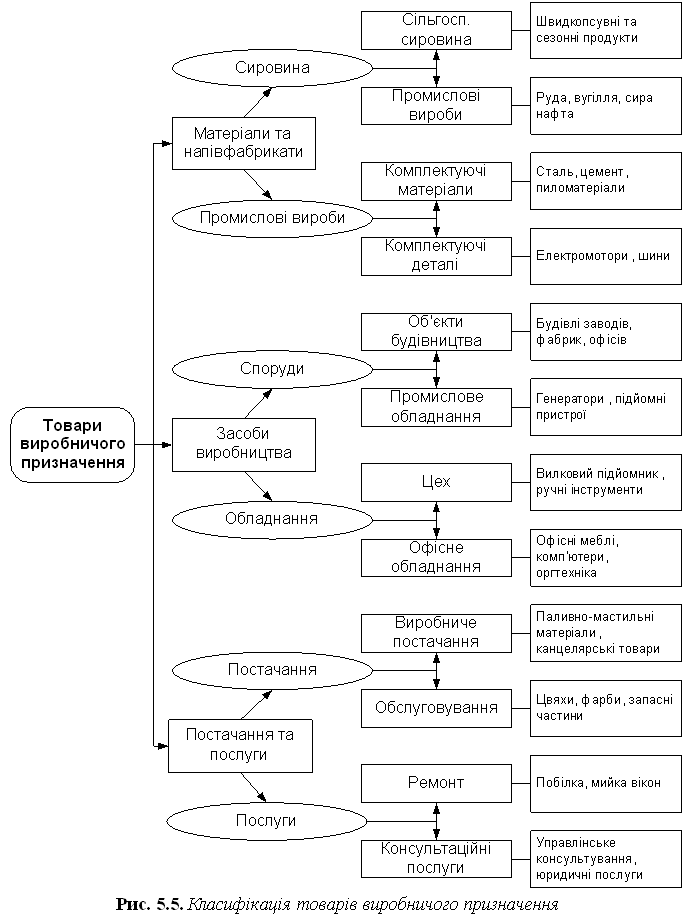 Сільгосп.
сировина
Швидкопсувні та
сезонні продукти
Сировина
Промислові
вироби
Руда, вугілля, сира
нафта
Матеріали та
напівфабрикати
Комплектуючі
матеріали
Сталь, цемент,
пиломатеріали
Промислові вироби
Комплектуючі
деталі
Електромотори , шини
Об'єкти
будівництва
Будівлі заводів,
фабрик, офісів
Споруди
Промислове
обладнання
Генератори , підйомні
пристрої
Товари
виробничого
призначення
Засоби
виробництва
Цех
Вилковий підйомник ,
ручні інструменти
Обладнання
Офісне
обладнання
Офісні меблі,
комп'ютери,
оргтехніка
Виробниче
постачання
Паливно-мастильні
матеріали ,
канцелярські товари
Постачання
Обслуговування
Цвяхи, фарби, запасні
частини
Постачання та
послуги
Ремонт
Побілка, мийка вікон
Послуги
Консультаційні
послуги
Управлінське
консультування ,
юридичні послуги
Рис. 5.5. Класифікація товарів виробничого призначення